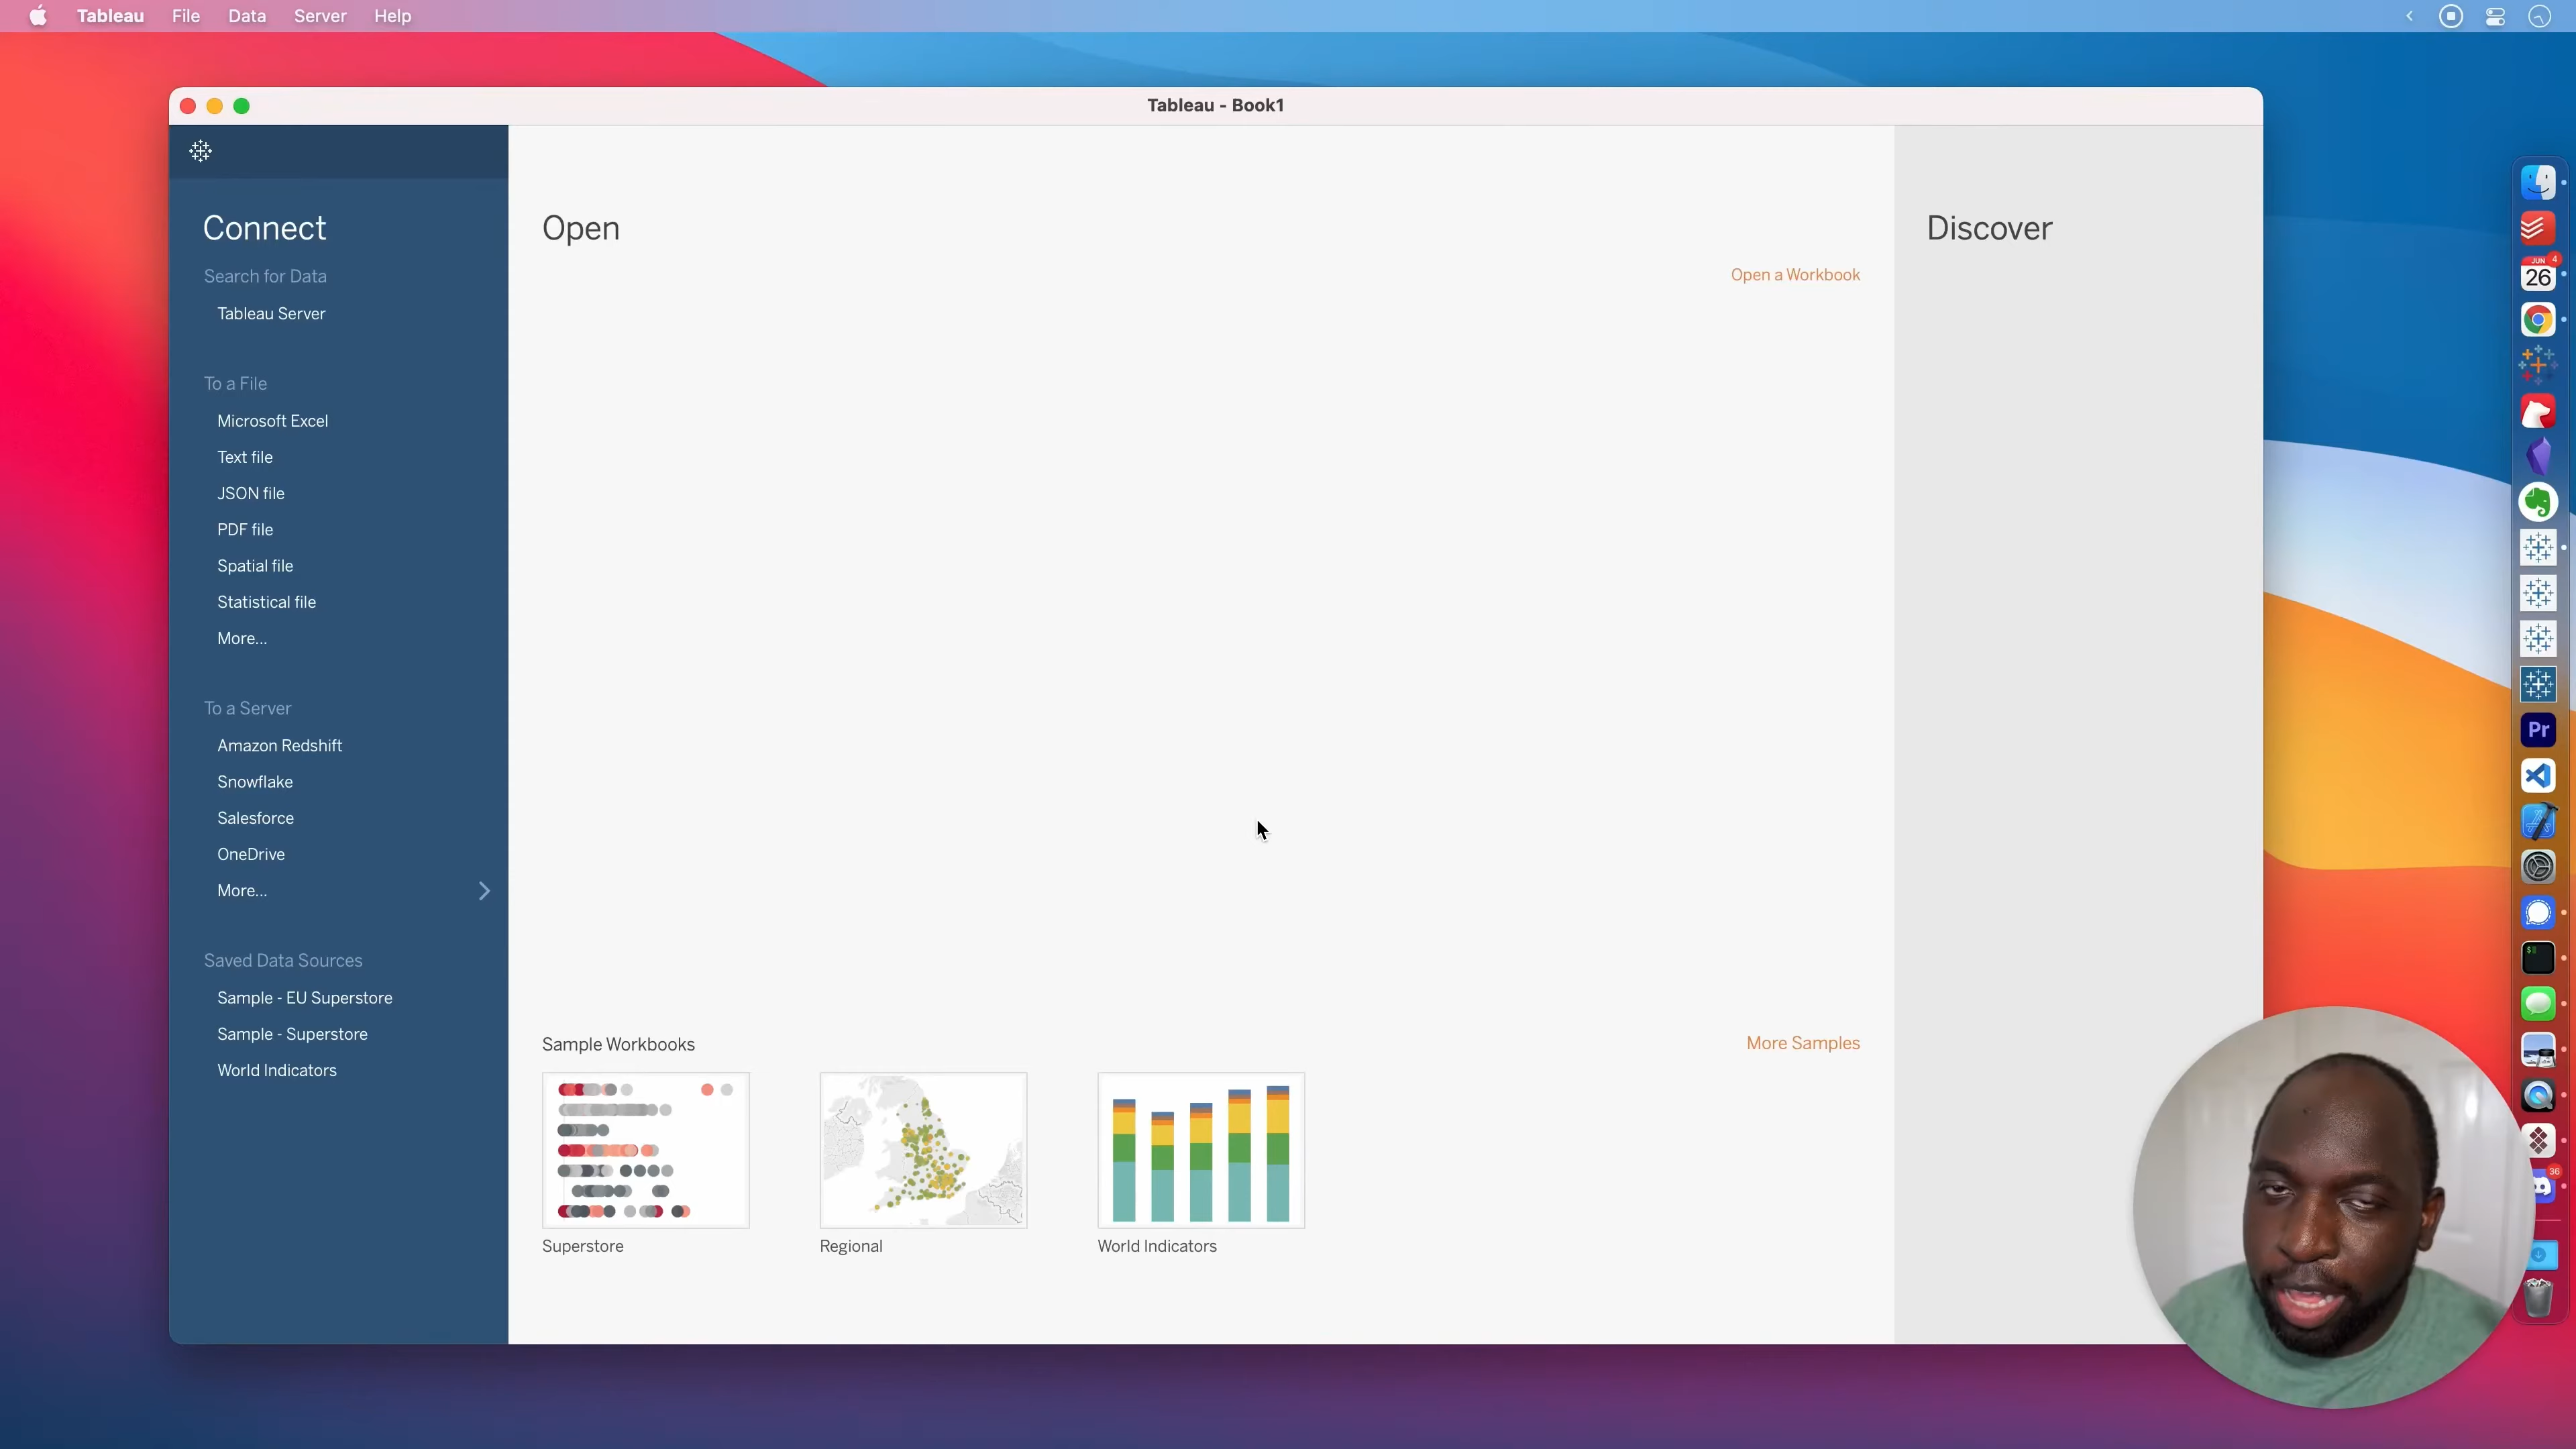 Tableau File Data Server Help
Tableau - Book1
Connect
Search for Data
Tableau Server
To a File
Microsoft Excel
Text file
JSON file
PDF file
Spatial file
Statistical file
More...
To a Server
Amazon Redshift
Snowflake
Salesforce
OneDrive
More...
Saved Data Sources
Sample - EU Superstore
Sample - Superstore
World Indicators
Open
Open a Workbook
Sample Workbooks
More Samples
Superstore
Regional
World Indicators
Discover
JUN
4
26
Pr
36